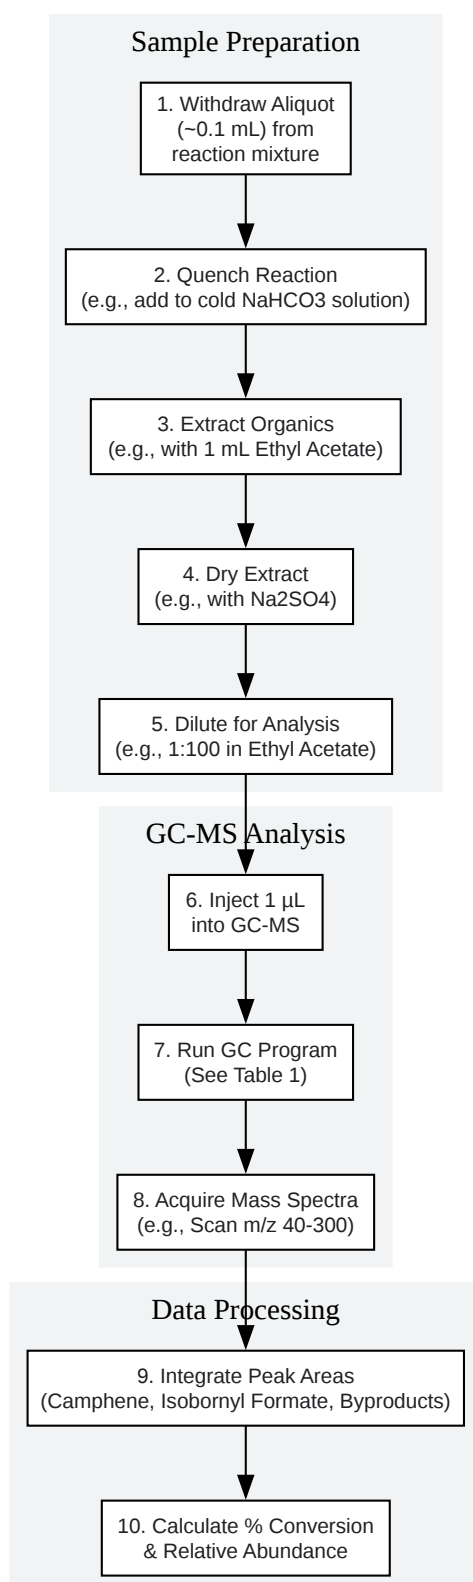 Sample Preparation
1. Withdraw Aliquot
(~0.1 mL) from
reaction mixture
2. Quench Reaction
(e.g., add to cold NaHCO3 solution)
3. Extract Organics
(e.g., with 1 mL Ethyl Acetate)
4. Dry Extract
(e.g., with Na2SO4)
5. Dilute for Analysis
(e.g., 1:100 in Ethyl Acetate)
GC-MS Analysis
6. Inject 1 µL
into GC-MS
7. Run GC Program
(See Table 1)
8. Acquire Mass Spectra
(e.g., Scan m/z 40-300)
Data Processing
9. Integrate Peak Areas
(Camphene, Isobornyl Formate, Byproducts)
10. Calculate % Conversion
& Relative Abundance